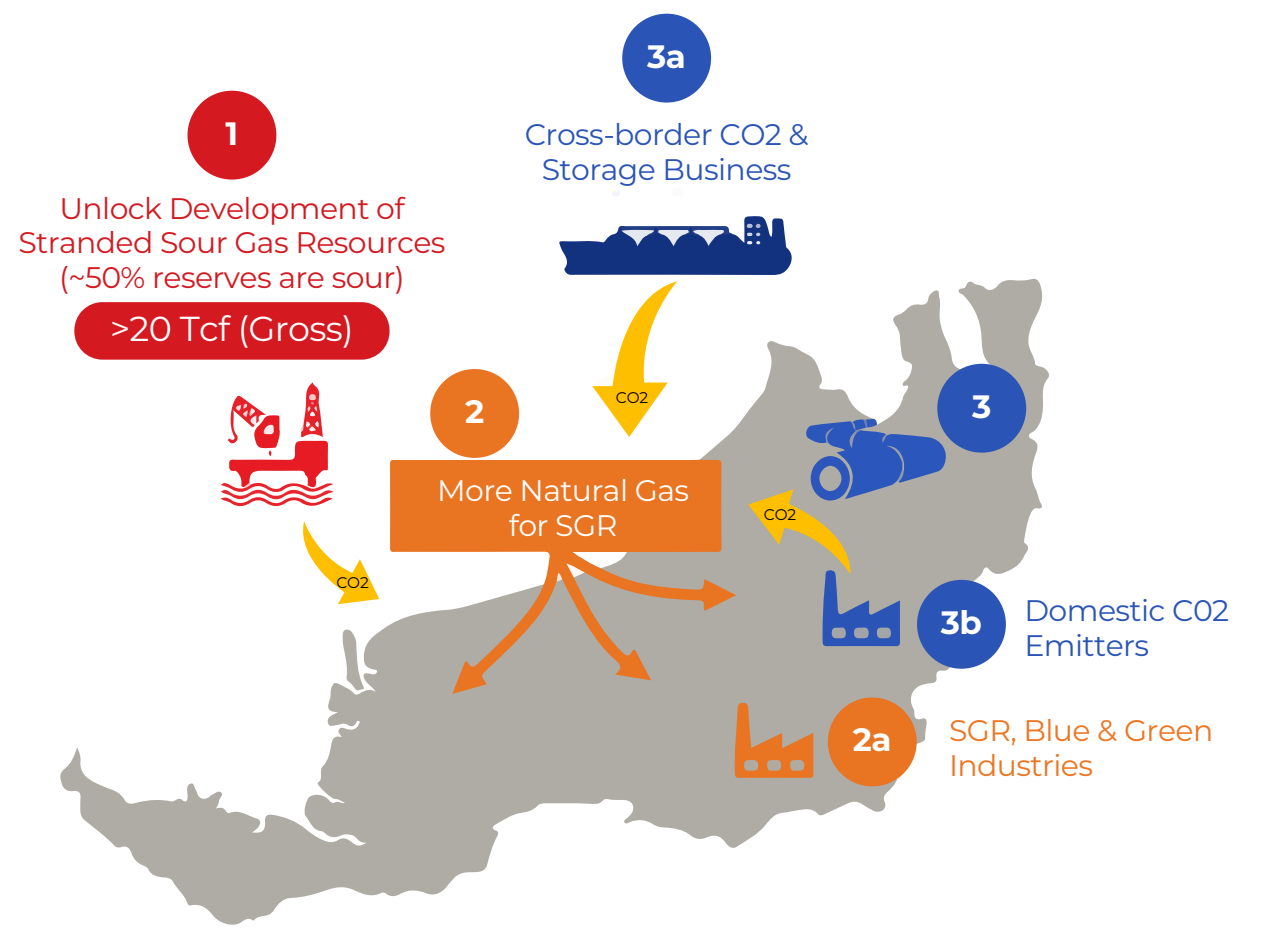 3a
Cross-border CO2 &
Storage Business
1
Unlock Development of
Stranded Sour Gas Resources
(~50% reserves are sour)
>20 Tcf (Gross)
CO2
2
More Natural Gas
for SGR
3
CO2
CO2
3b
Domestic C02
Emitters
2a
SGR, Blue & Green
Industries